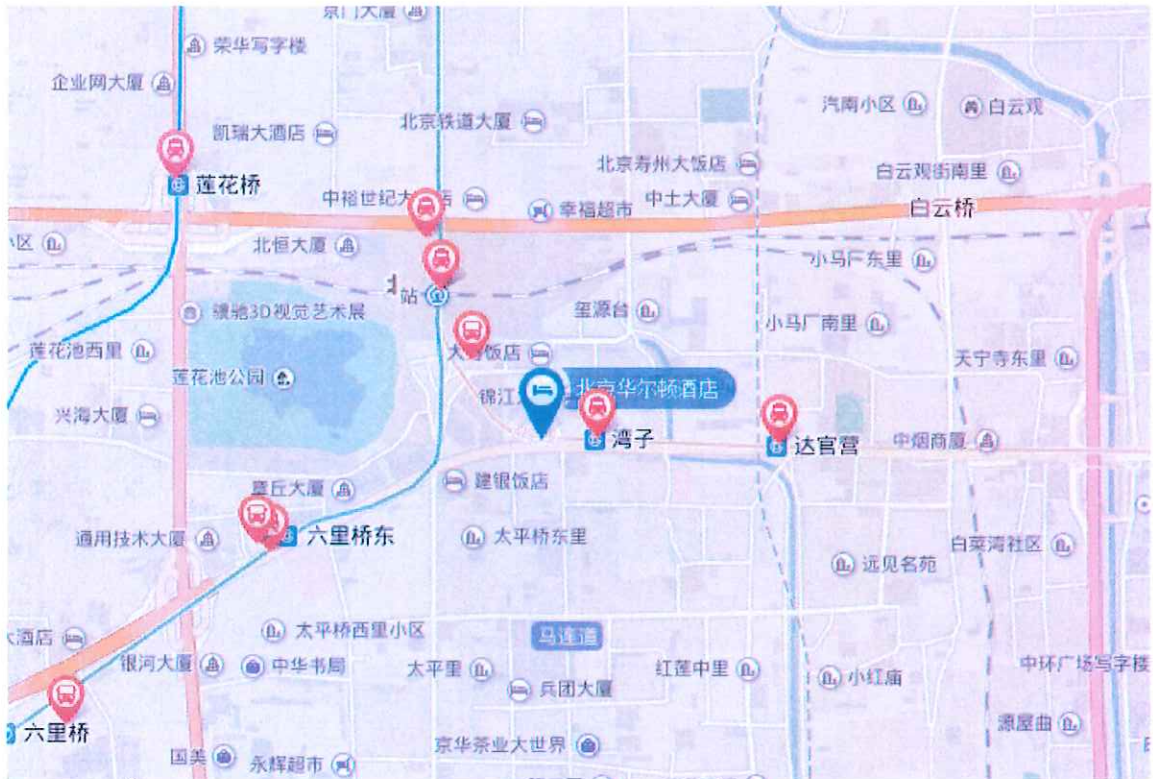 京门大厦
荣华写字楼
企业网大厦
汽南小区
白云观
北京铁道大厦
凯瑞大酒店
北京寿州大饭店
白云观街南里
莲花桥
中裕世纪大 店
中土大厦
幸福超市
白云桥
小区
北恒大厦
小马厂东里
站
骧驰3D视觉艺术展
玺源台
小马厂南里
莲花池西里
大 饭店
天宁寺东里
莲花池公园
锦江
北京华尔顿酒店
兴海大厦
湾子
达官营
中烟商厦
建银饭店
章丘大厦
六里桥东
通用技术大厦
太平桥东里
白菜湾社区
远见名苑
太平桥西里小区
马连道
大酒店
银河大厦
中华书局
太平里
红莲中里
中环广场写字楼
小红庙
兵团大厦
源屋曲
六里桥
京华茶业大世界
国美
永辉超市